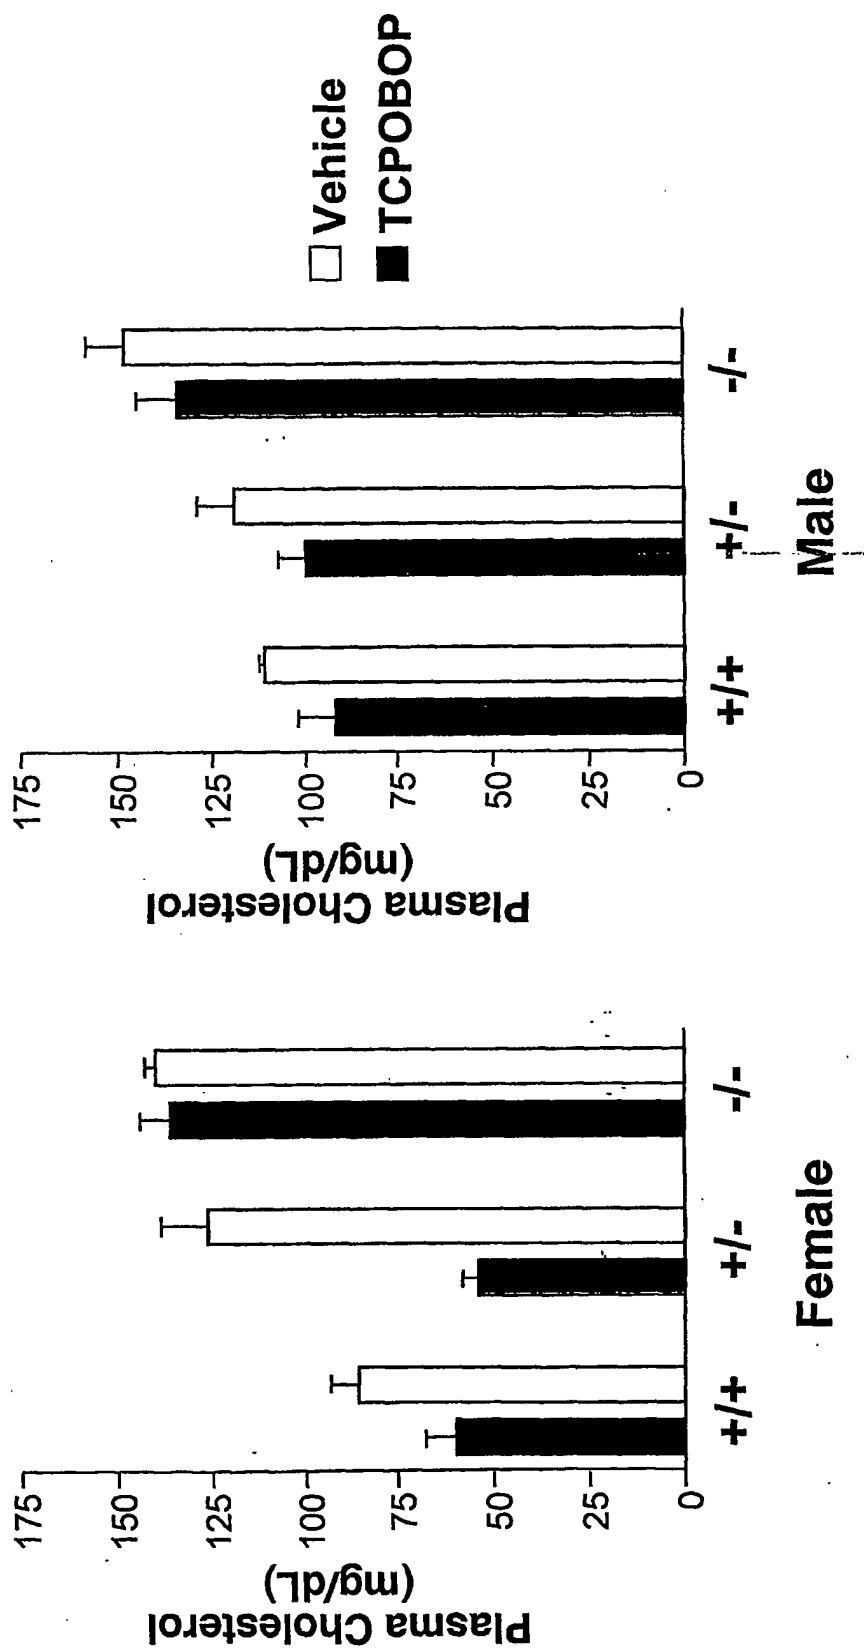 Plasma Cholesterol
(mg/dL)
175
150
125
100
75
50
25
0
+/+
+/-
-/-
Female
Plasma Cholesterol
(mg/dL)
175
150
125
100
75
50
25
0
+/+
+/-
-/-
Male
Vehicle
TCPOBOP